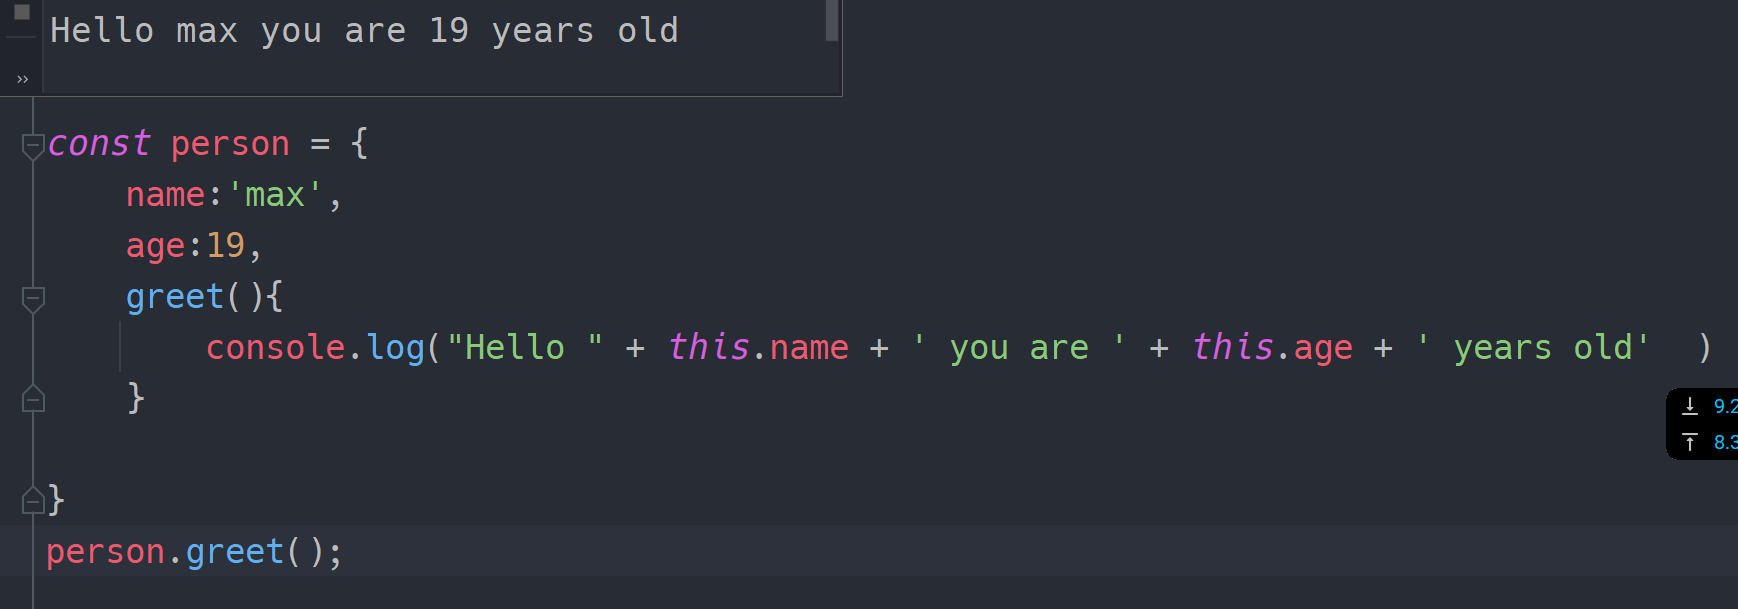 Hello max you are 19 years old
››
const person = {
    name:'max',
    age:19,
    greet(){
        console.log("Hello " + this.name + ' you are ' + this.age + ' years old'  )
    }
}
person.greet();
9.2
8.3